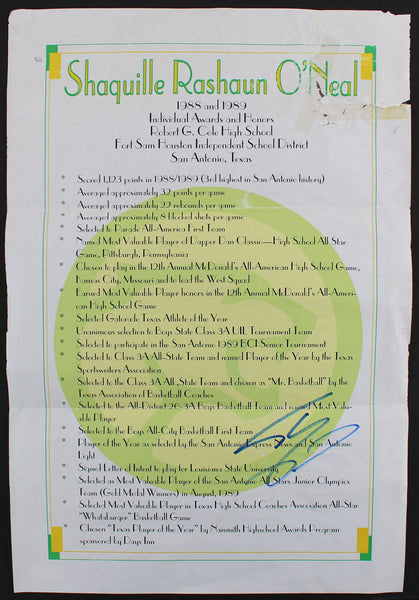 Shaquille Rashaun O'Neal
1988 and 1989
Individual Awards and Honors
Robert G. Cole High School
Fort Sam Houston Independent School District
San Antonio, Texas
Scored 1,123 points in 1988/1989 (3rd highest in San Antonio history)
Averaged approximately 32 points per game
Averaged approximately 22 rebounds per game
Averaged approximately 8 blocked shots per game
Selected to Parade All-America First Team
Named Most Valuable Player of Dapper Dan Classic—High School All Star
Game, Pittsburgh, Pennsylvania
Chosen to play in the 12th Annual McDonald's All-American High School Game,
Kansas City, Missouri and to lead the West Squad
Earned Most Valuable Player honors in the 12th Annual McDonald's All-Ameri-
can High School Game
Selected Gatorade Texas Athlete of the Year
Unanimous selection to Boys State Class 3A UIL Tournament Team
Selected to participate in the San Antonio 1989 BCI Senior Tournament
Selected to Class 3A All-State Team and named Player of the Year by the Texas
Sportswriters Association
Selected to the Class 3A All-State Team and chosen as "Mr. Basketball" by the
Texas Association of Basketball Coaches
Selected to the All-District 26-3A Boys Basketball Team and named Most Valu-
able Player
Selected to the Boys All-City Basketball First Team
Player of the Year as selected by the San Antonio Express News and San Antonio
Light
Signed Letter of Intent to play for Louisiana State University
Selected as Most Valuable Player of the San Antonio All Stars Junior Olympics
Team (Gold Medal Winners) in August, 1989
Selected Most Valuable Player in Texas High School Coaches Association All-Star
"Whataburger" Basketball Game
Chosen "Texas Player of the Year" by Naismith Highschool Awards Program
sponsored by Days Inn